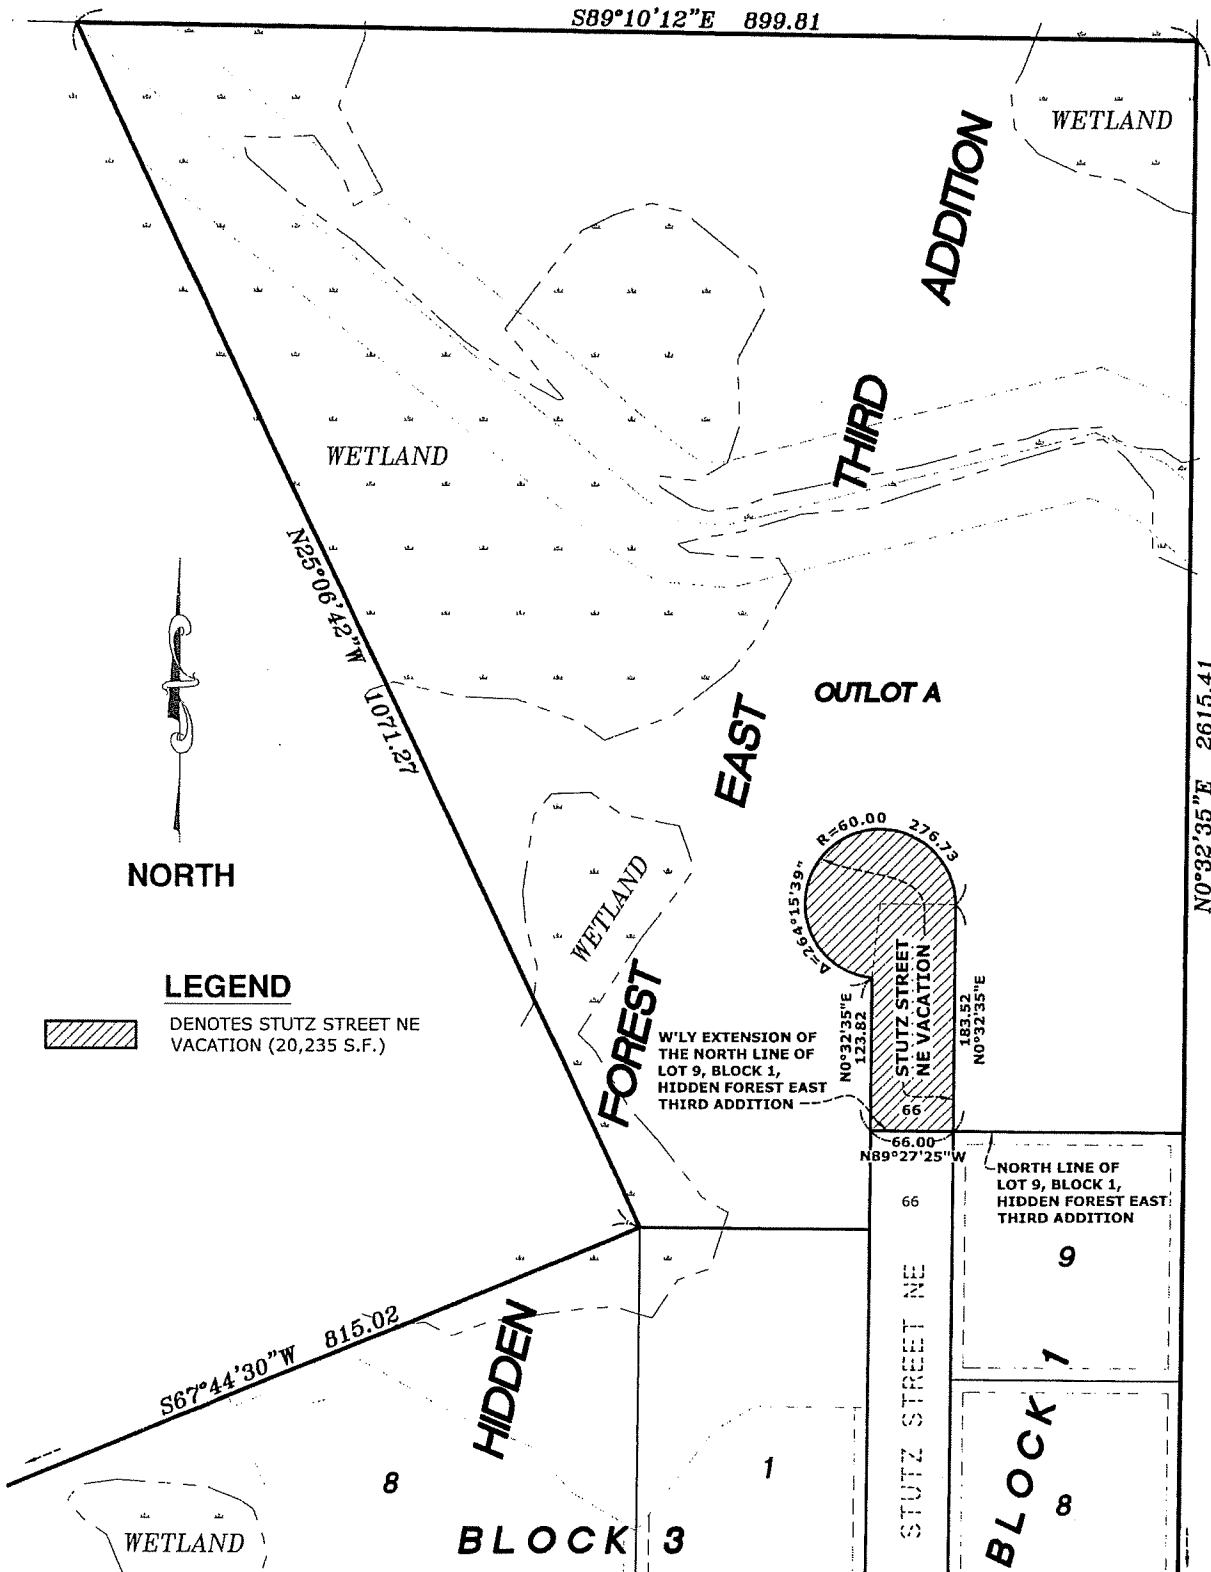 S89°10'12"E 899.81
WETLAND
ADDITION
THIRD
WETLAND
N25°06'42"W 1071.27
N0°32'35"E 2615.41
OUTLOT A
EAST
NORTH
R=60.00 276.73
Δ=264°15'39"
WETLAND
STUTZ STREET
NE VACATION
LEGEND
DENOTES STUTZ STREET NE
VACATION (20,235 S.F.)
FOREST
N0°32'35"E
123.82
183.52
N0°32'35"E
W'LY EXTENSION OF
THE NORTH LINE OF
LOT 9, BLOCK 1,
HIDDEN FOREST EAST
THIRD ADDITION
66
66.00
N89°27'25"W
NORTH LINE OF
LOT 9, BLOCK 1,
HIDDEN FOREST EAST
THIRD ADDITION
66
9
STUTZ STREET NE
HIDDEN
S67°44'30"W 815.02
BLOCK 1
8
1
8
WETLAND
BLOCK 3